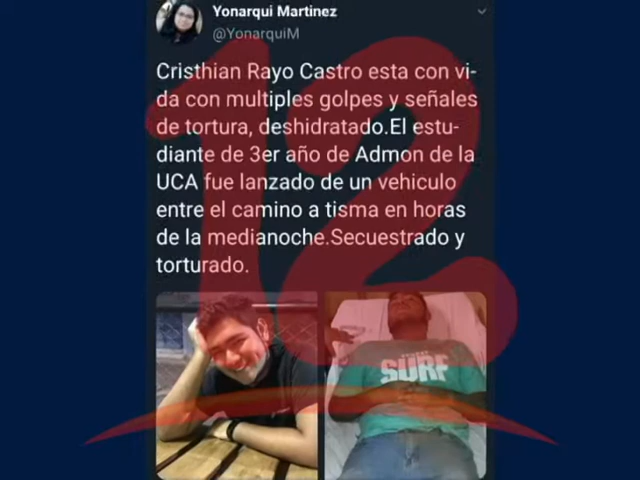 Yonarqui Martinez
@YonarquiM
Cristhian Rayo Castro esta con vi-
da con multiples golpes y señales
de tortura, deshidratado.El estu-
diante de 3er año de Admon de la
UCA fue lanzado de un vehiculo
entre el camino a tisma en horas
de la medianoche.Secuestrado y
torturado.
12
SURF